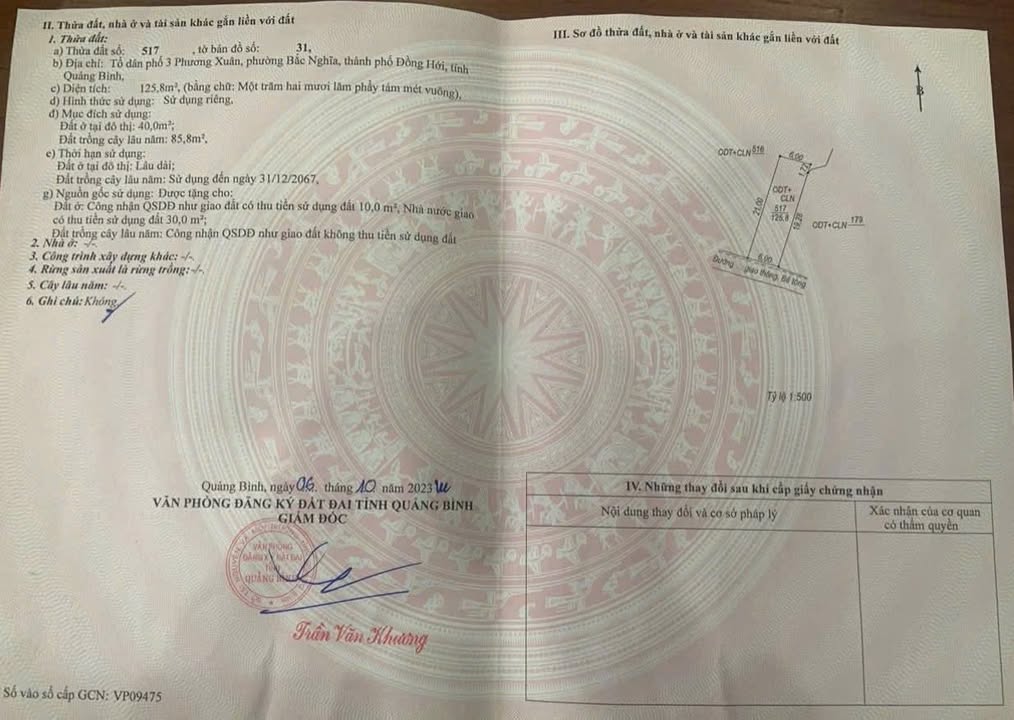 II. Thửa đất, nhà ở và tài sản khác gắn liền với đất
1. Thửa đất:
a) Thửa đất số: 517 , tờ bản đồ số: 31,
b) Địa chỉ: Tổ dân phố 3 Phương Xuân, phường Bắc Nghĩa, thành phố Đồng Hới, tỉnh
Quảng Bình,
c) Diện tích: 125,8m², (bằng chữ: Một trăm hai mươi lăm phẩy tám mét vuông),
d) Hình thức sử dụng: Sử dụng riêng,
đ) Mục đích sử dụng:
Đất ở tại đô thị: 40,0m²;
Đất trồng cây lâu năm: 85,8m²,
e) Thời hạn sử dụng:
Đất ở tại đô thị: Lâu dài;
Đất trồng cây lâu năm: Sử dụng đến ngày 31/12/2067,
g) Nguồn gốc sử dụng: Được tặng cho:
Đất ở: Công nhận QSDĐ như giao đất có thu tiền sử dụng đất 10,0 m², Nhà nước giao
có thu tiền sử dụng đất 30,0 m²;
Đất trồng cây lâu năm: Công nhận QSDĐ như giao đất không thu tiền sử dụng đất
2. Nhà ở: -/-.
3. Công trình xây dựng khác: -/-.
4. Rừng sản xuất là rừng trồng: -/-.
5. Cây lâu năm: -/-.
6. Ghi chú: Không
Quảng Bình, ngày 06. tháng 10 năm 2023
VĂN PHÒNG ĐĂNG KÝ ĐẤT ĐAI TỈNH QUẢNG BÌNH
GIÁM ĐỐC
VĂN PHÒNG
ĐĂNG KÝ ĐẤT ĐAI
TỈNH
QUẢNG BÌNH
Trần Văn Khương
Số vào sổ cấp GCN: VP09475
III. Sơ đồ thửa đất, nhà ở và tài sản khác gắn liền với đất
B
ODT+CLN 516
6,00
1,72
21,00
ODT+
CLN
517
125,8
19,28
ODT+CLN 179
6,00
Đường giao thông, Bê tông
Tỷ lệ 1:500
IV. Những thay đổi sau khi cấp giấy chứng nhận
Nội dung thay đổi và cơ sở pháp lý
Xác nhận của cơ quan
có thẩm quyền